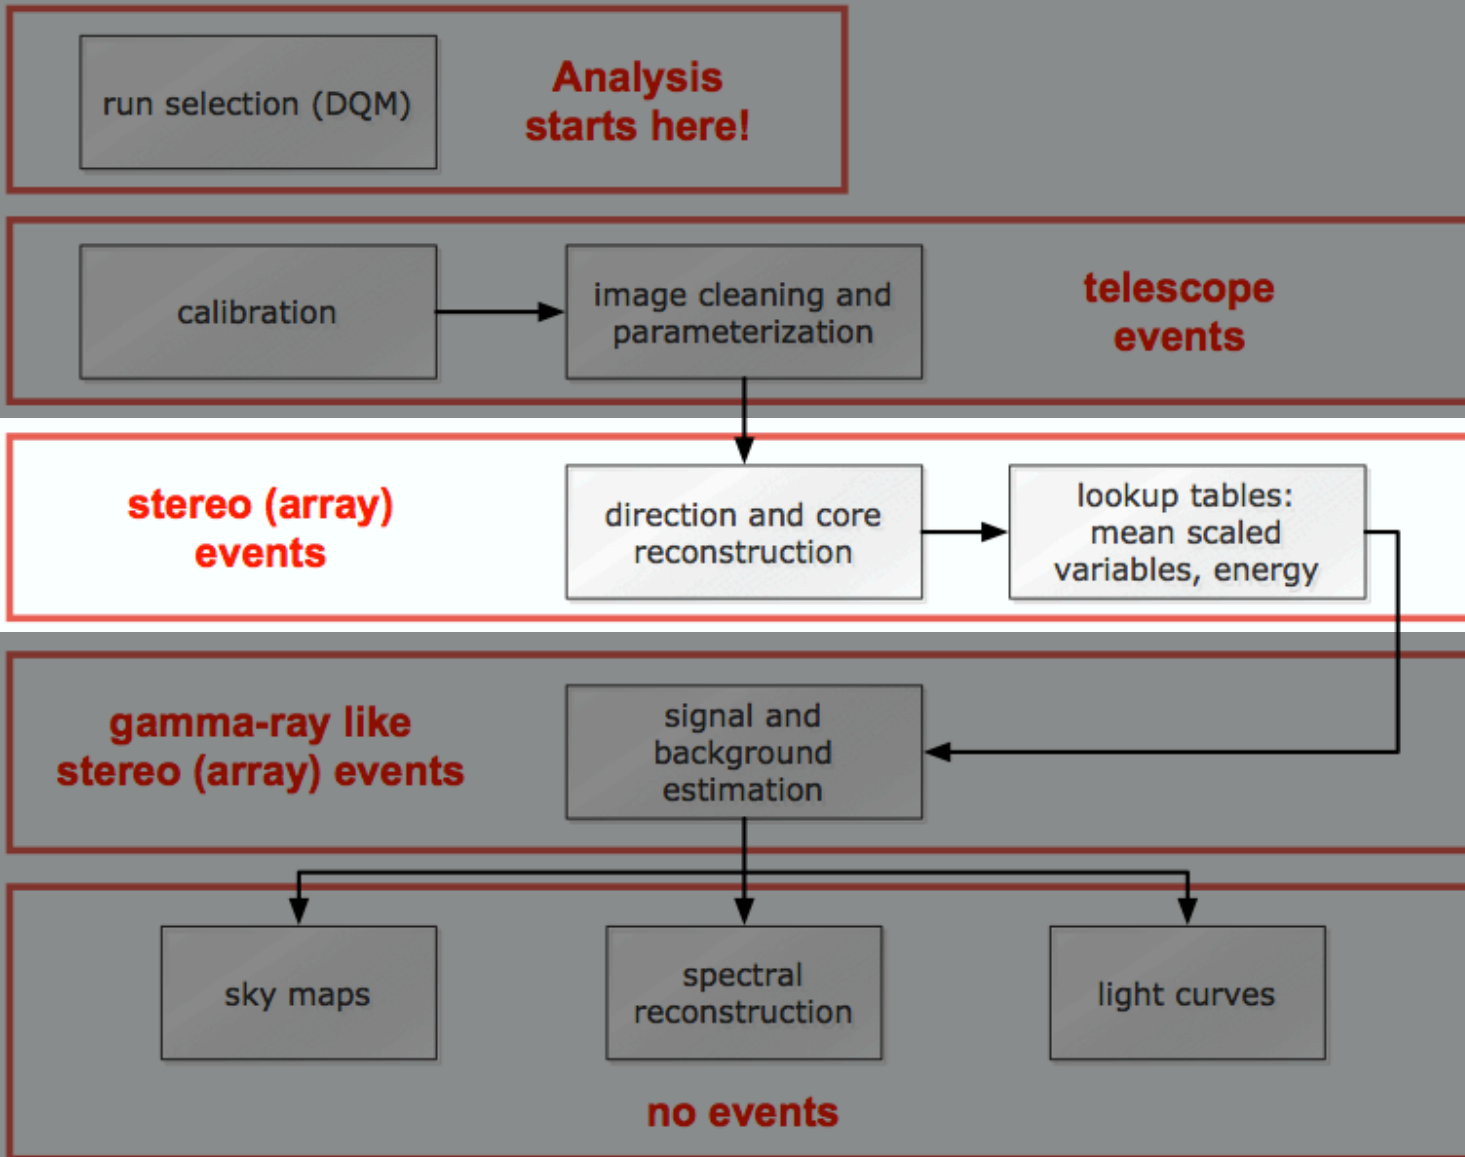 run selection (DQM)
Analysis
starts here!
calibration
image cleaning and
parameterization
telescope
events
stereo (array)
events
direction and core
reconstruction
lookup tables:
mean scaled
variables, energy
gamma-ray like
stereo (array) events
signal and
background
estimation
sky maps
spectral
reconstruction
light curves
no events